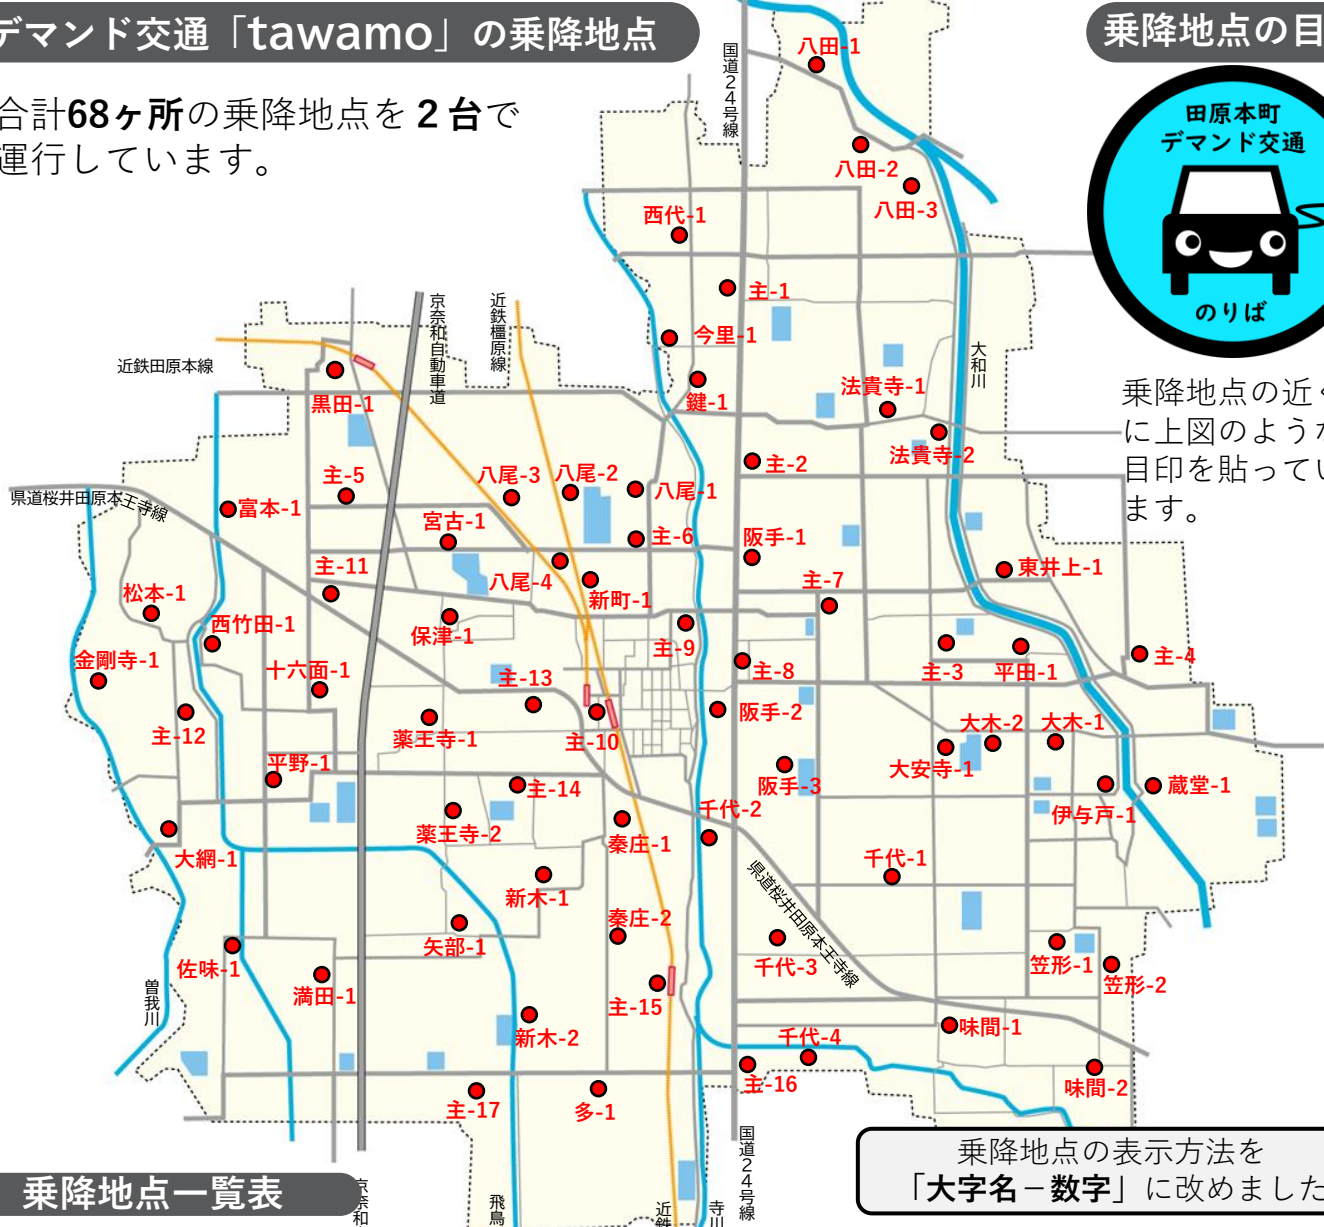 デマンド交通「tawamo」の乗降地点
合計68ヶ所の乗降地点を２台で
運行しています。
乗降地点の目
田原本町
デマンド交通
のりば
乗降地点の近く
に上図のような
目印を貼ってい
ます。
国道２４号線
八田-1
八田-2
八田-3
西代-1
主-1
今里-1
鍵-1
法貴寺-1
法貴寺-2
大和川
京奈和自動車道
近鉄橿原線
近鉄田原本線
黒田-1
主-2
主-5
八尾-3
八尾-2
八尾-1
県道桜井田原本王寺線
富本-1
宮古-1
主-6
阪手-1
主-11
八尾-4
新町-1
主-7
東井上-1
松本-1
西竹田-1
保津-1
主-9
金剛寺-1
十六面-1
主-13
主-8
主-3
平田-1
主-4
主-12
薬王寺-1
主-10
阪手-2
大木-2
大木-1
平野-1
主-14
阪手-3
大安寺-1
蔵堂-1
薬王寺-2
千代-2
伊与戸-1
大網-1
秦庄-1
千代-1
県道桜井田原本王寺線
新木-1
秦庄-2
矢部-1
佐味-1
満田-1
千代-3
笠形-1
笠形-2
曽我川
主-15
新木-2
千代-4
味間-1
主-16
味間-2
主-17
多-1
国道２４号線
乗降地点の表示方法を
「大字名－数字」に改めました
乗降地点一覧表
京奈和
飛鳥
近鉄
寺川